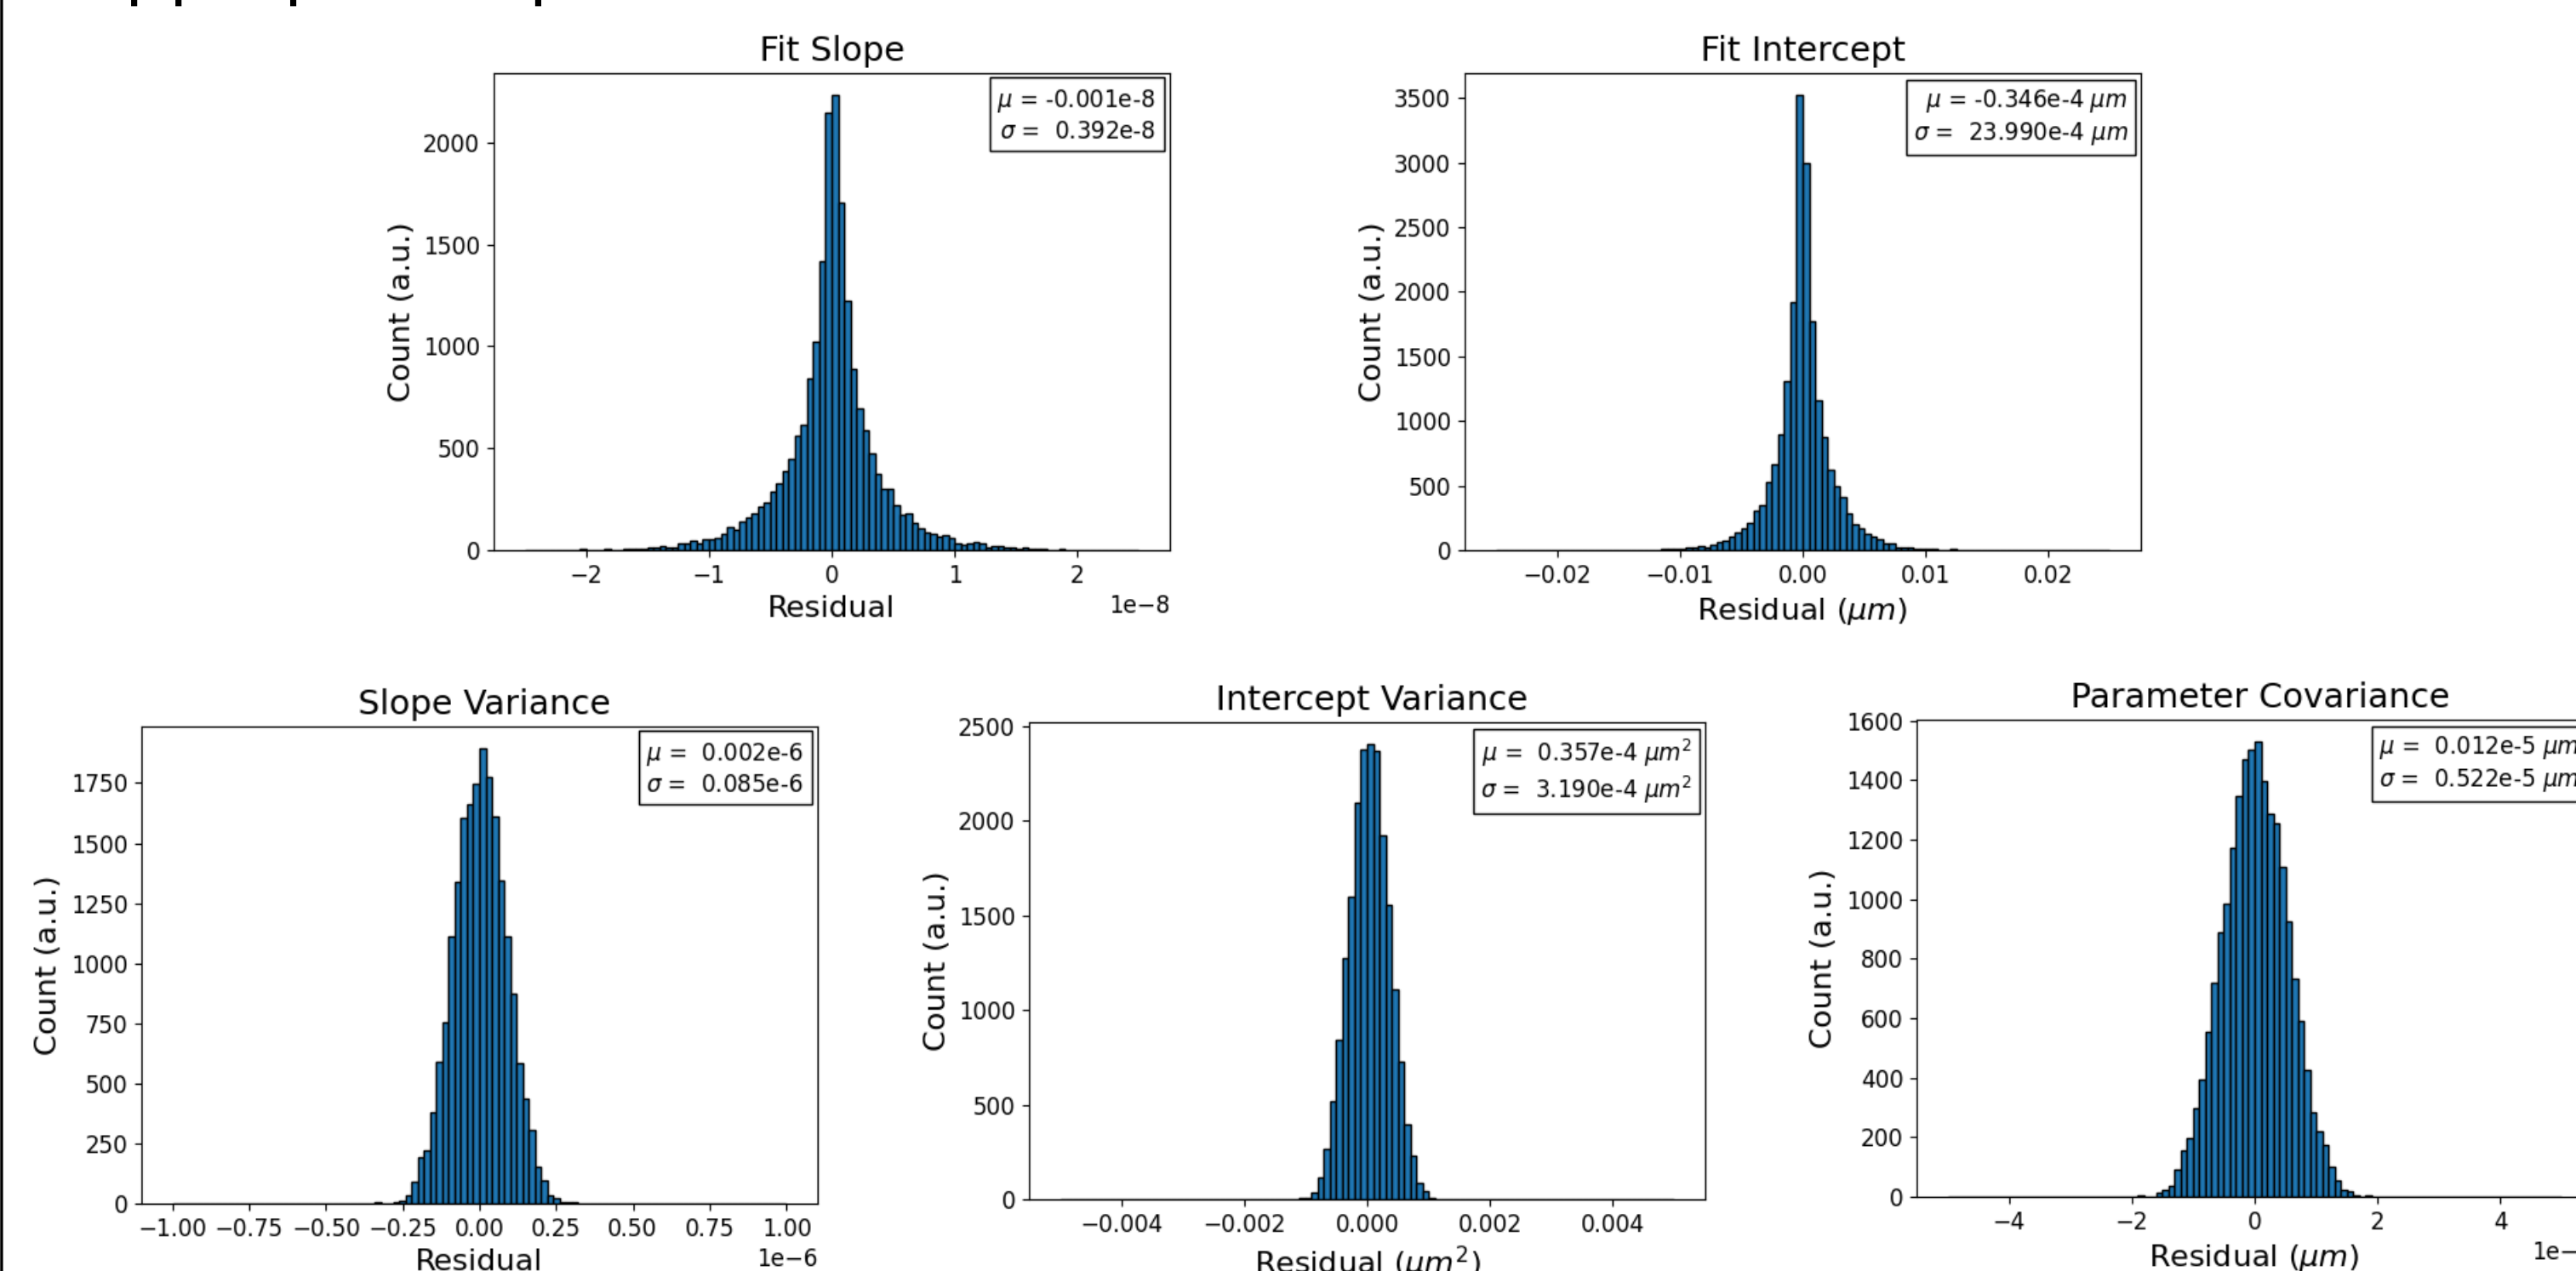 Fit Slope
μ = -0.001e-8
σ = 0.392e-8
Count (a.u.)
2000
1500
1000
500
0
−2 −1 0 1 2
Residual
1e−8
Fit Intercept
μ = -0.346e-4 μm
σ = 23.990e-4 μm
Count (a.u.)
3500
3000
2500
2000
1500
1000
500
0
−0.02 −0.01 0.00 0.01 0.02
Residual (μm)
Slope Variance
μ = 0.002e-6
σ = 0.085e-6
Count (a.u.)
1750
1500
1250
1000
750
500
250
0
−1.00 −0.75 −0.50 −0.25 0.00 0.25 0.50 0.75 1.00
Residual
1e−6
Intercept Variance
μ = 0.357e-4 μm²
σ = 3.190e-4 μm²
Count (a.u.)
2500
2000
1500
1000
500
0
−0.004 −0.002 0.000 0.002 0.004
Residual (μm²)
Parameter Covariance
μ = 0.012e-5 μm
σ = 0.522e-5 μm
Count (a.u.)
1600
1400
1200
1000
800
600
400
200
0
−4 −2 0 2 4
Residual (μm)
1e−